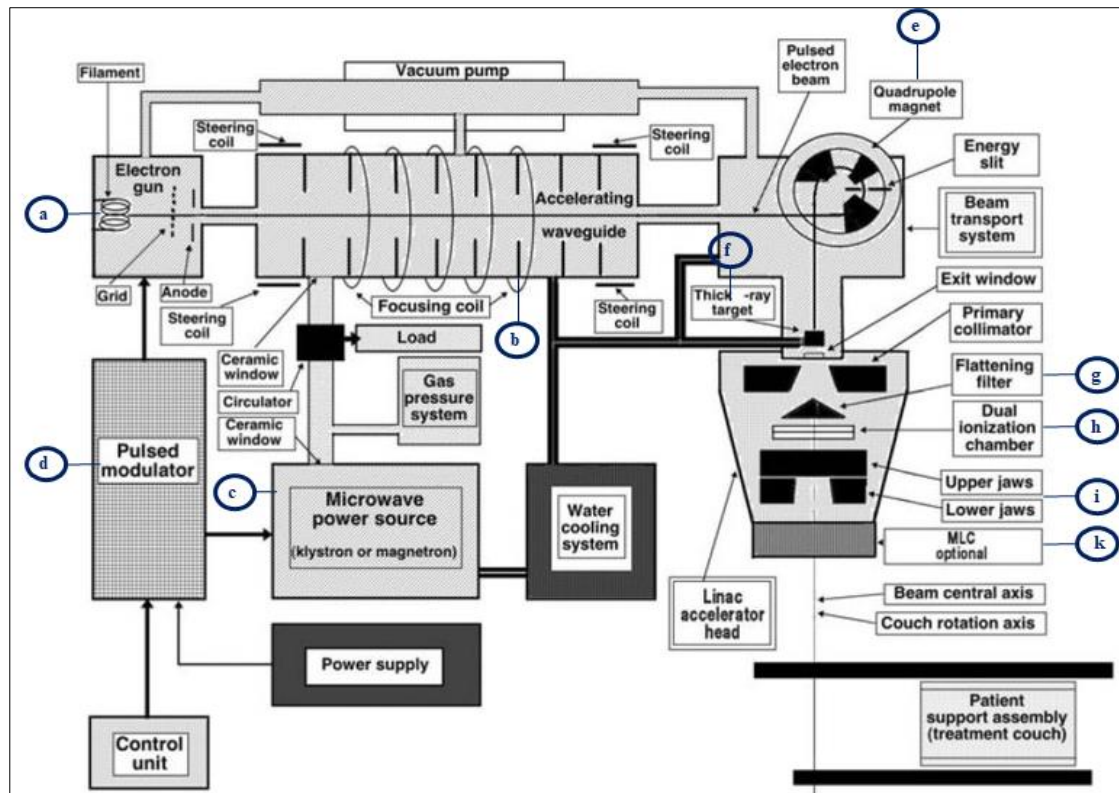 e
Filament
Vacuum pump
Pulsed
electron
beam
Quadrupole
magnet
Steering
coil
Steering
coil
Energy
slit
Electron
gun
a
Accelerating
waveguide
Beam
transport
system
f
Grid
Anode
Steering
coil
Focusing coil
b
Steering
coil
Thick -ray
target
Exit window
Primary
collimator
Ceramic
window
Load
Circulator
Gas
pressure
system
Flattening
filter
g
Ceramic
window
Dual
ionization
chamber
h
d
Pulsed
modulator
c
Microwave
power source
(klystron or magnetron)
Water
cooling
system
Upper jaws
i
Lower jaws
MLC
optional
k
Linac
accelerator
head
Beam central axis
Couch rotation axis
Power supply
Control
unit
Patient
support assembly
(treatment couch)